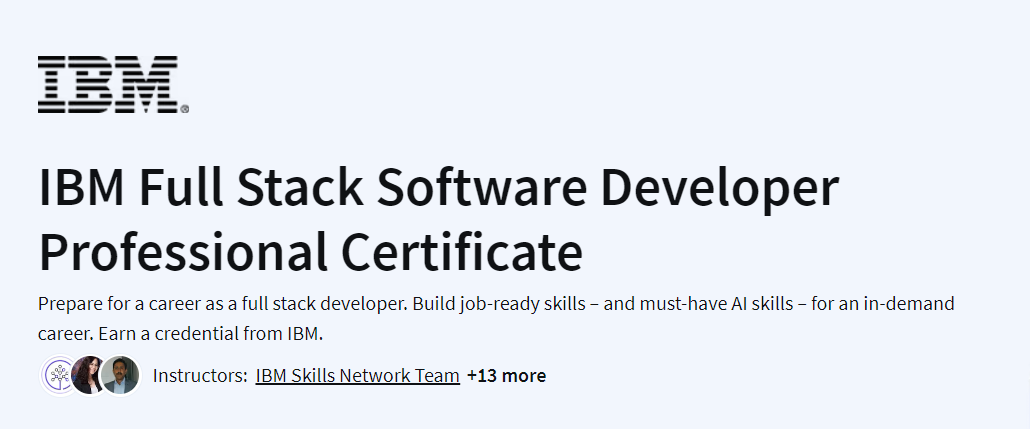 IBM®
IBM Full Stack Software Developer
Professional Certificate
Prepare for a career as a full stack developer. Build job-ready skills – and must-have AI skills – for an in-demand
career. Earn a credential from IBM.
Instructors: IBM Skills Network Team +13 more